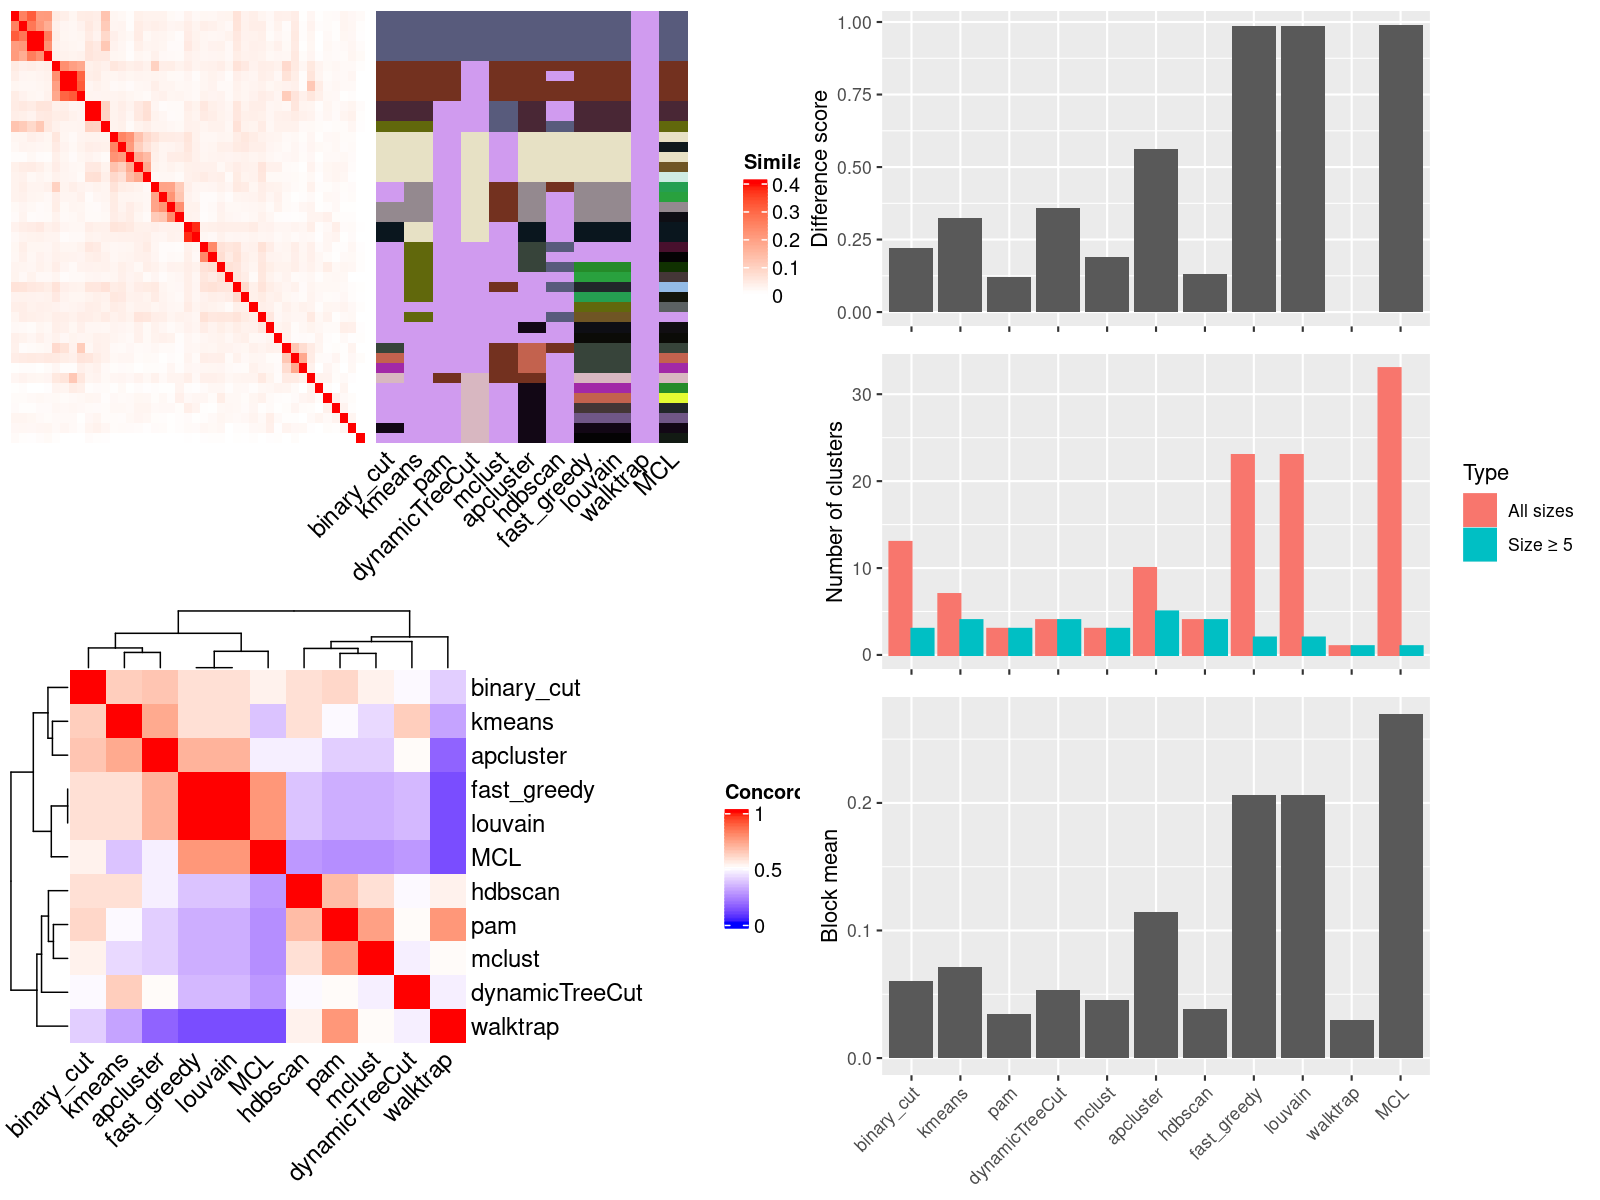 Simila
0.4
0.3
0.2
0.1
0
binary_cut
kmeans
pam
dynamicTreeCut
mclust
apcluster
hdbscan
fast_greedy
louvain
walktrap
MCL
binary_cut
kmeans
apcluster
fast_greedy
louvain
MCL
hdbscan
pam
mclust
dynamicTreeCut
walktrap
binary_cut
kmeans
apcluster
fast_greedy
louvain
MCL
hdbscan
pam
mclust
dynamicTreeCut
walktrap
Concord
1
0.5
0
Difference score
1.00
0.75
0.50
0.25
0.00
Number of clusters
30
20
10
0
Type
All sizes
Size ≥ 5
Block mean
0.2
0.1
0.0
binary_cut
kmeans
pam
dynamicTreeCut
mclust
apcluster
hdbscan
fast_greedy
louvain
walktrap
MCL